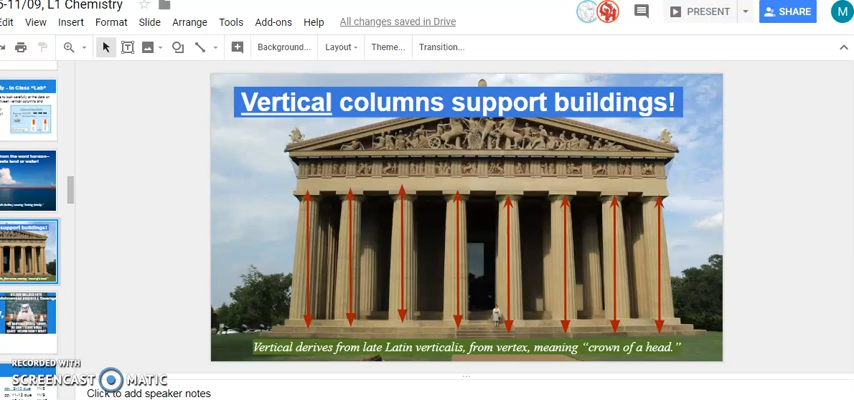 5-11/09, L1 Chemistry
Edit View Insert Format Slide Arrange Tools Add-ons Help All changes saved in Drive
PRESENT SHARE M
Background... Layout Theme... Transition...
Vertical columns support buildings!
Vertical derives from late Latin verticalis, from vertex, meaning “crown of a head.”
support buildings!
RECORDED WITH
SCREENCAST MATIC
Click to add speaker notes